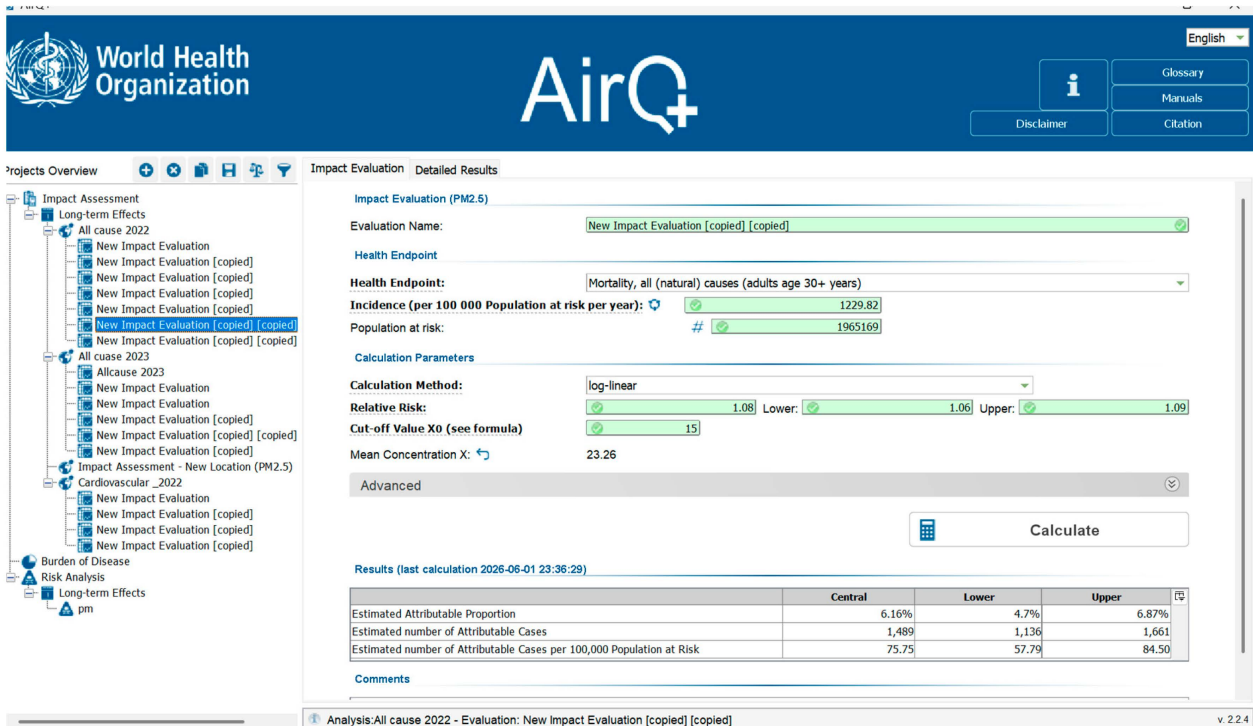 AirQ+
World Health
Organization
AirQ+
English
i
Glossary
Manuals
Disclaimer
Citation
Projects Overview
Impact Assessment
Long-term Effects
All cause 2022
New Impact Evaluation
New Impact Evaluation [copied]
New Impact Evaluation [copied]
New Impact Evaluation [copied]
New Impact Evaluation [copied]
New Impact Evaluation [copied] [copied]
New Impact Evaluation [copied] [copied]
All cuase 2023
Allcause 2023
New Impact Evaluation
New Impact Evaluation
New Impact Evaluation [copied]
New Impact Evaluation [copied] [copied]
New Impact Evaluation [copied]
Impact Assessment - New Location (PM2.5)
Cardiovascular _2022
New Impact Evaluation
New Impact Evaluation [copied]
New Impact Evaluation [copied]
New Impact Evaluation [copied]
Burden of Disease
Risk Analysis
Long-term Effects
pm
Impact Evaluation Detailed Results
Impact Evaluation (PM2.5)
Evaluation Name: New Impact Evaluation [copied] [copied]
Health Endpoint
Health Endpoint: Mortality, all (natural) causes (adults age 30+ years)
Incidence (per 100 000 Population at risk per year): 1229.82
Population at risk: # 1965169
Calculation Parameters
Calculation Method: log-linear
Relative Risk: 1.08 Lower: 1.06 Upper: 1.09
Cut-off Value X0 (see formula) 15
Mean Concentration X: 23.26
Advanced
Calculate
Results (last calculation 2026-06-01 23:36:29)
Central Lower Upper
Estimated Attributable Proportion 6.16% 4.7% 6.87%
Estimated number of Attributable Cases 1,489 1,136 1,661
Estimated number of Attributable Cases per 100,000 Population at Risk 75.75 57.79 84.50
Comments
Analysis:All cause 2022 - Evaluation: New Impact Evaluation [copied] [copied]
v. 2.2.4